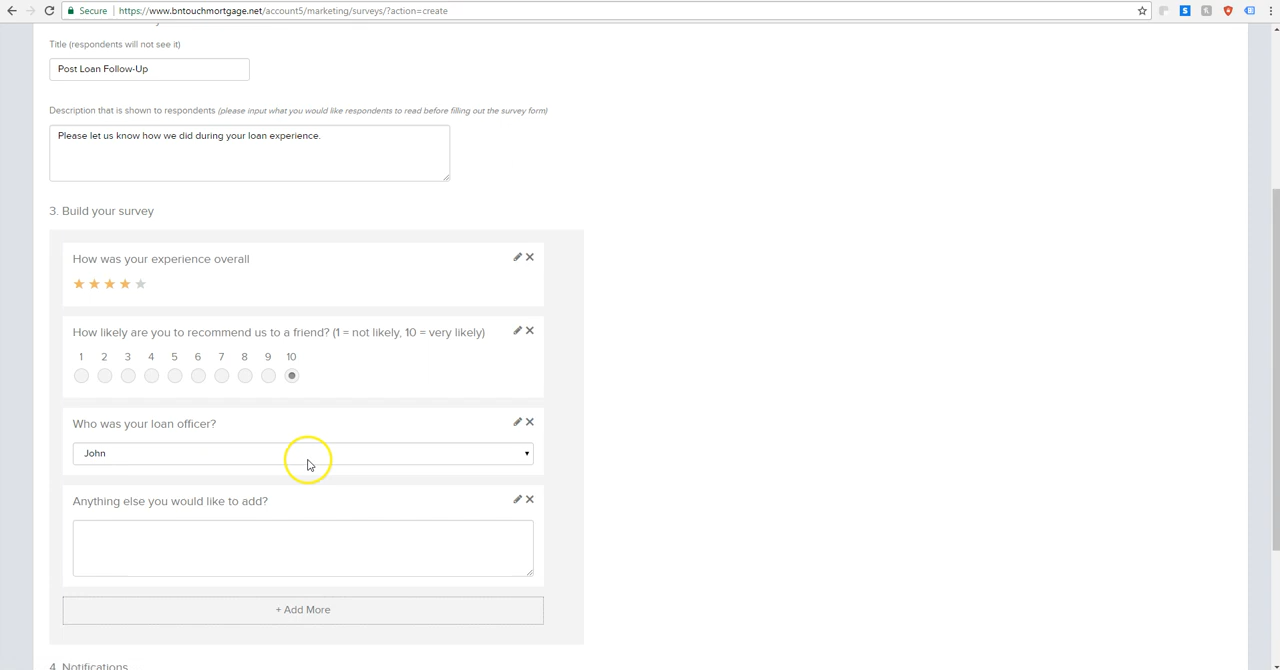 Secure https://www.bntouchmortgage.net/account5/marketing/surveys/?action=create
Title (respondents will not see it)
Post Loan Follow-Up
Description that is shown to respondents (please input what you would like respondents to read before filling out the survey form)
Please let us know how we did during your loan experience.
3. Build your survey
How was your experience overall
How likely are you to recommend us to a friend? (1 = not likely, 10 = very likely)
1 2 3 4 5 6 7 8 9 10
Who was your loan officer?
John
Anything else you would like to add?
+ Add More
4. Notifications